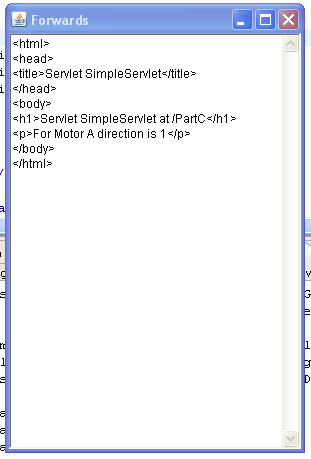 Forwards
<html>
<head>
<title>Servlet SimpleServlet</title>
</head>
<body>
<h1>Servlet SimpleServlet at /PartC</h1>
<p>For Motor A direction is 1</p>
</body>
</html>